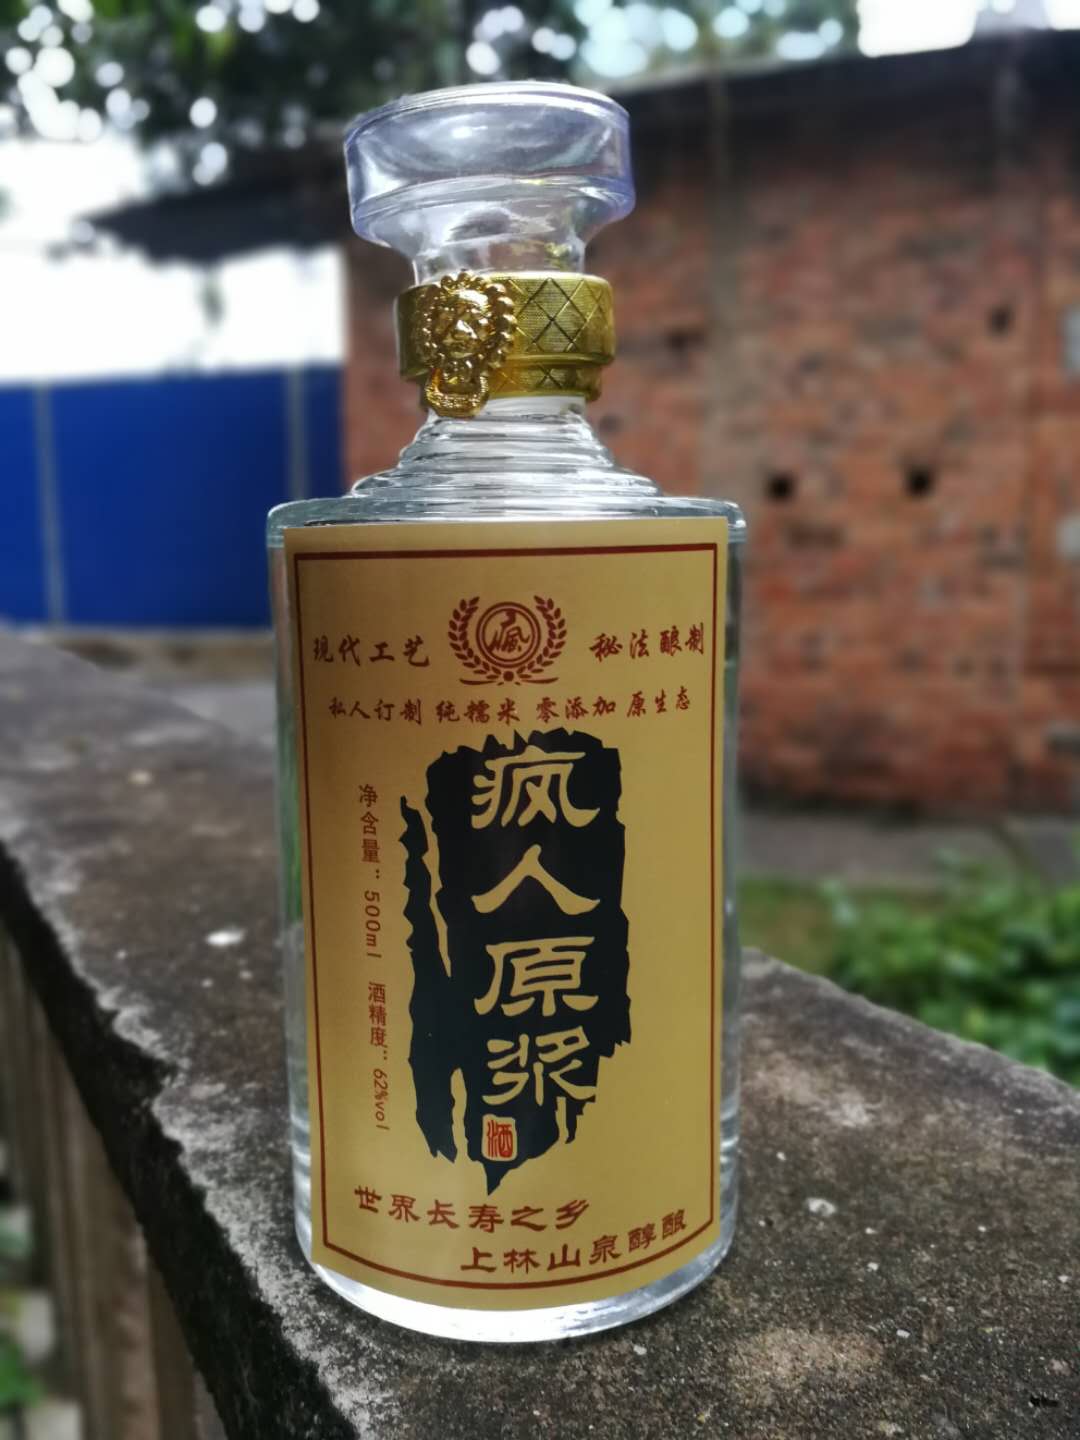 现代工艺
疯
秘法酿制
私人订制 纯糯米 零添加 原生态
疯人原浆
酒
净含量：500ml 酒精度：62%vol
世界长寿之乡
上林山泉醇酿